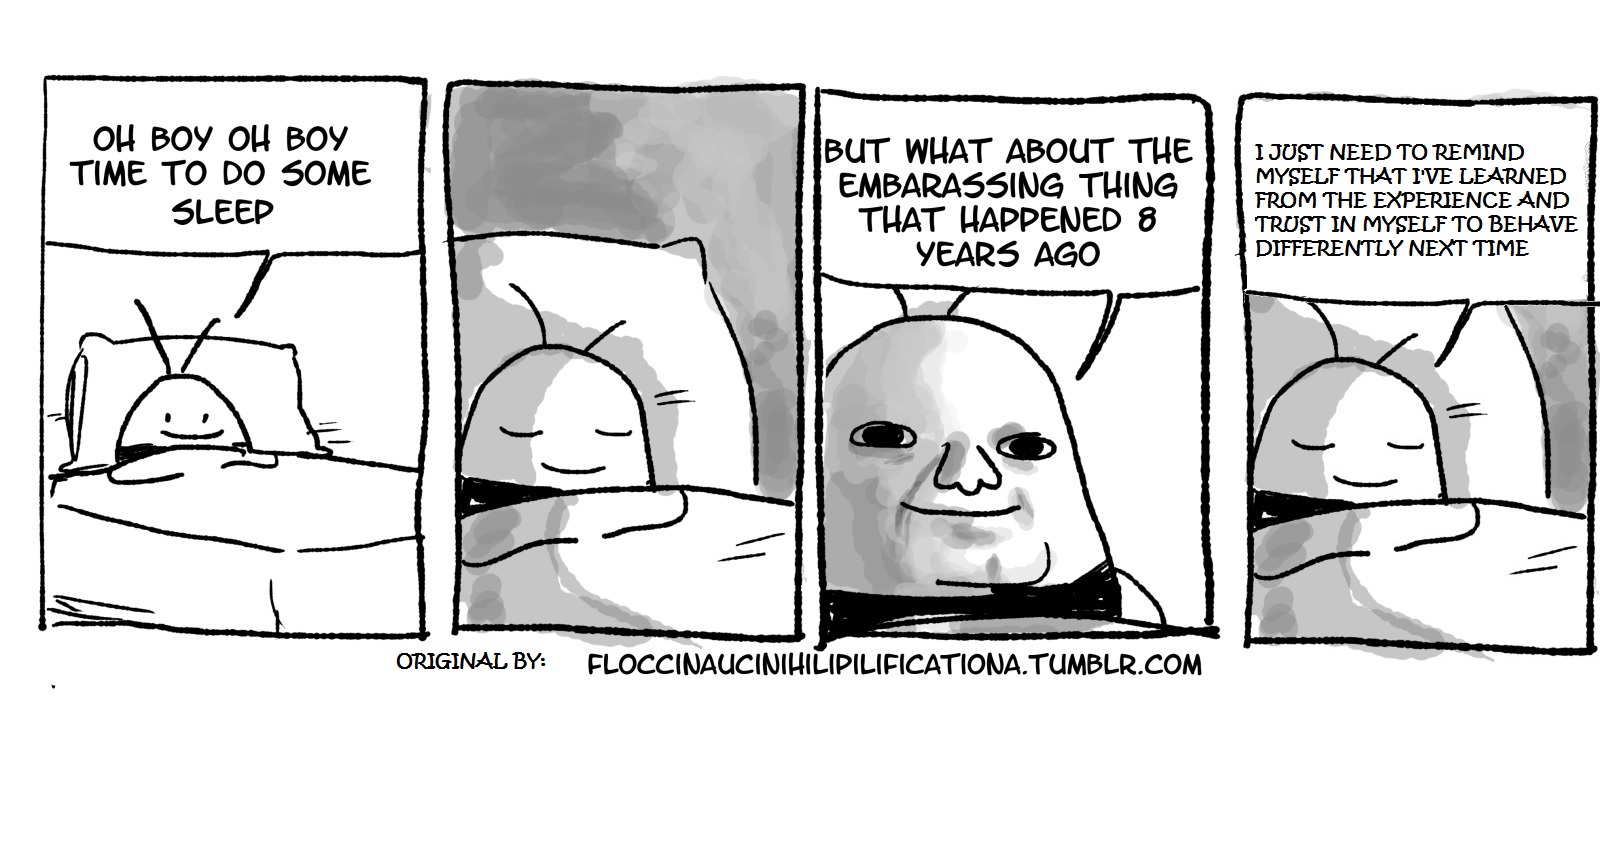 OH BOY OH BOY
TIME TO DO SOME
SLEEP
BUT WHAT ABOUT THE
EMBARASSING THING
THAT HAPPENED 8
YEARS AGO
I JUST NEED TO REMIND
MYSELF THAT I'VE LEARNED
FROM THE EXPERIENCE AND
TRUST IN MYSELF TO BEHAVE
DIFFERENTLY NEXT TIME
ORIGINAL BY: FLOCCINAUCINIHILIPILIFICATIONA.TUMBLR.COM